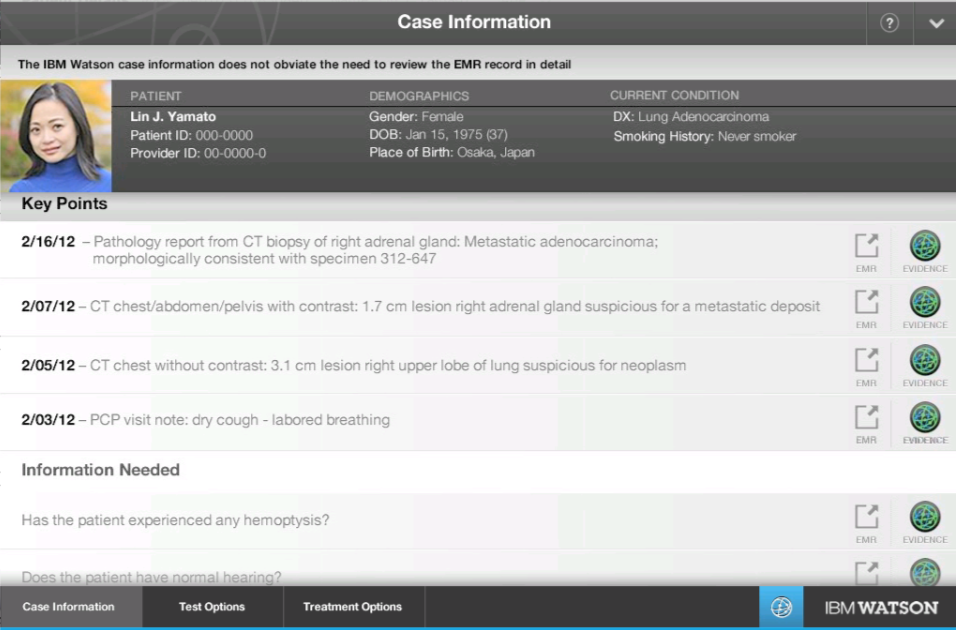 Case Information
?
The IBM Watson case information does not obviate the need to review the EMR record in detail
PATIENT
Lin J. Yamato
Patient ID: 000-0000
Provider ID: 00-0000-0
DEMOGRAPHICS
Gender: Female
DOB: Jan 15, 1975 (37)
Place of Birth: Osaka, Japan
CURRENT CONDITION
DX: Lung Adenocarcinoma
Smoking History: Never smoker
Key Points
2/16/12 – Pathology report from CT biopsy of right adrenal gland: Metastatic adenocarcinoma;
morphologically consistent with specimen 312-647
EMR
EVIDENCE
2/07/12 – CT chest/abdomen/pelvis with contrast: 1.7 cm lesion right adrenal gland suspicious for a metastatic deposit
EMR
EVIDENCE
2/05/12 – CT chest without contrast: 3.1 cm lesion right upper lobe of lung suspicious for neoplasm
EMR
EVIDENCE
2/03/12 – PCP visit note: dry cough - labored breathing
EMR
EVIDENCE
Information Needed
Has the patient experienced any hemoptysis?
EMR
EVIDENCE
Does the patient have normal hearing?
Case Information
Test Options
Treatment Options
IBM WATSON